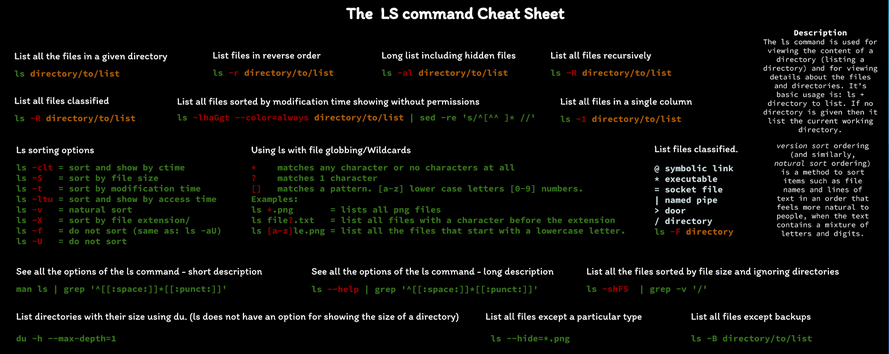 The LS command Cheat Sheet
Description
The ls command is used for
viewing the content of a
directory (listing a
directory) and for viewing
details about the files
and directories. It's
basic usage is: ls +
directory to list. If no
directory is given then it
list the current working
directory.
version sort ordering
(and similarly,
natural sort ordering)
is a method to sort
items such as file
names and lines of
text in an order that
feels more natural to
people, when the text
contains a mixture of
letters and digits.
List all the files in a given directory
ls directory/to/list
List files in reverse order
ls -r directory/to/list
Long list including hidden files
ls -al directory/to/list
List all files recursively
ls -R directory/to/list
List all files classified
ls -R directory/to/list
List all files sorted by modification time showing without permissions
ls -lhaGgt --color=always directory/to/list | sed -re 's/^[^^ ]* //'
List all files in a single column
ls -1 directory/to/list
Ls sorting options
ls -clt = sort and show by ctime
ls -S = sort by file size
ls -t = sort by modification time
ls -ltu = sort and show by access time
ls -v = natural sort
ls -X = sort by file extension/
ls -f = do not sort (same as: ls -aU)
ls -U = do not sort
Using ls with file globbing/Wildcards
* matches any character or no characters at all
? matches 1 character
[] matches a pattern. [a-z] lower case letters [0-9] numbers.
Examples:
ls *.png = lists all png files
ls file?.txt = list all files with a character before the extension
ls [a-z]le.png = list all the files that start with a lowercase letter.
List files classified.
@ symbolic link
* executable
= socket file
| named pipe
> door
/ directory
ls -F directory
See all the options of the ls command - short description
man ls | grep '^[[:space:]]*[[:punct:]]'
See all the options of the ls command - long description
ls --help | grep '^[[:space:]]*[[:punct:]]'
List all the files sorted by file size and ignoring directories
ls -shFS | grep -v '/'
List directories with their size using du. (ls does not have an option for showing the size of a directory)
du -h --max-depth=1
List all files except a particular type
ls --hide=*.png
List all files except backups
ls -B directory/to/list